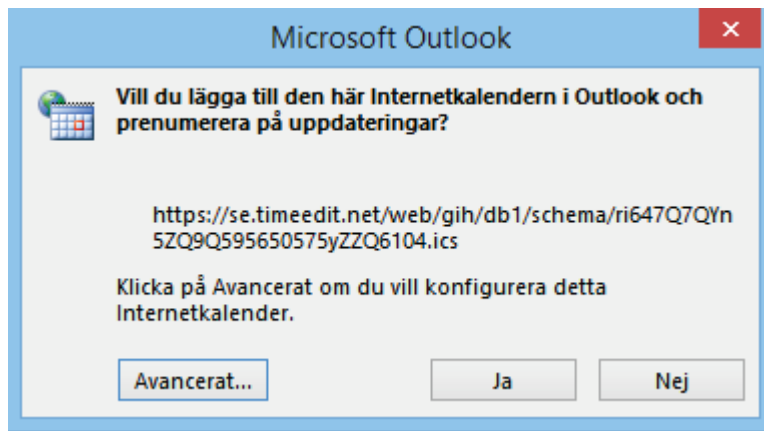 Microsoft Outlook
Vill du lägga till den här Internetkalendern i Outlook och
prenumerera på uppdateringar?
https://se.timeedit.net/web/gih/db1/schema/ri647Q7QYn
5ZQ9Q595650575yZZQ6104.ics
Klicka på Avancerat om du vill konfigurera detta
Internetkalender.
Avancerat... Ja Nej